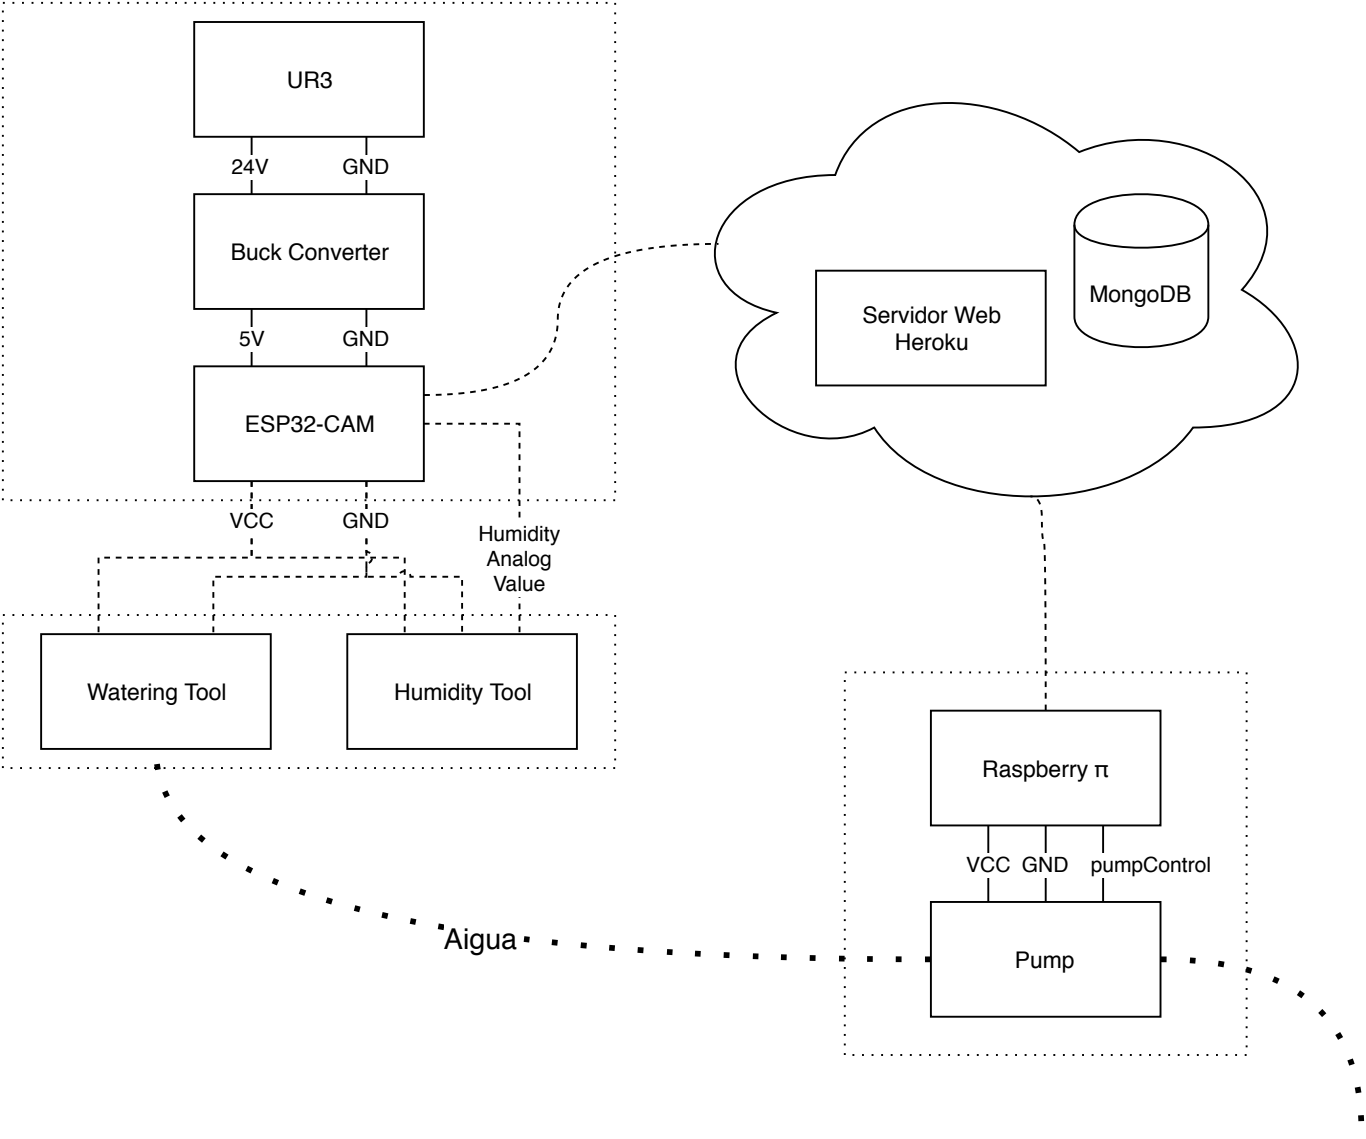 UR3
24V
GND
Buck Converter
5V
GND
ESP32-CAM
VCC
GND
Humidity
Analog
Value
Watering Tool
Humidity Tool
Servidor Web
Heroku
MongoDB
Raspberry π
VCC
GND
pumpControl
Pump
Aigua